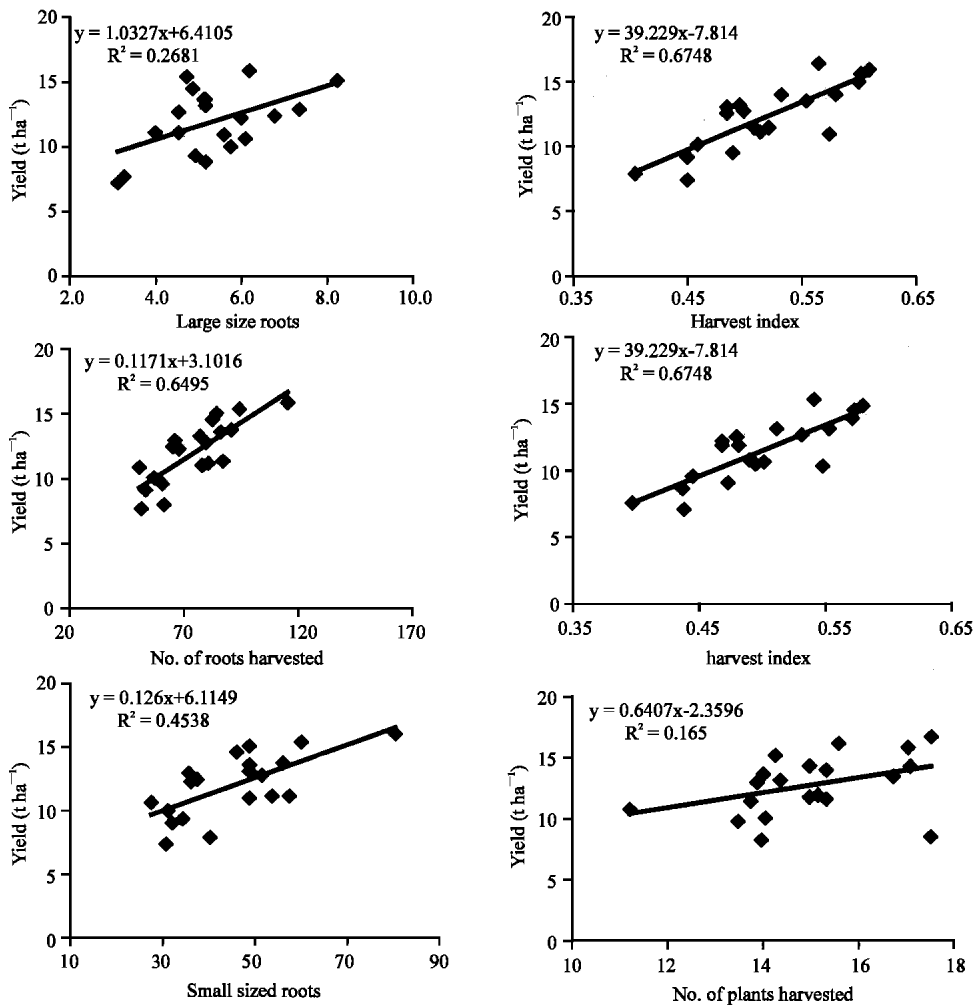 y = 1.0327x+6.4105
R² = 0.2681
20
15
10
5
0
Yield (t ha⁻¹)
2.0 4.0 6.0 8.0 10.0
Large size roots
y = 39.229x-7.814
R² = 0.6748
20
15
10
5
0
Yield (t ha⁻¹)
0.35 0.45 0.55 0.65
Harvest index
y = 0.1171x+3.1016
R² = 0.6495
20
15
10
5
0
Yield (t ha⁻¹)
20 70 120 170
No. of roots harvested
y = 39.229x-7.814
R² = 0.6748
20
15
10
5
0
Yield (t ha⁻¹)
0.35 0.45 0.55 0.65
harvest index
y = 0.126x+6.1149
R² = 0.4538
20
15
10
5
0
Yield (t ha⁻¹)
10 30 50 70 90
Small sized roots
y = 0.6407x-2.3596
R² = 0.165
20
15
10
5
0
Yield (t ha⁻¹)
10 12 14 16 18
No. of plants harvested